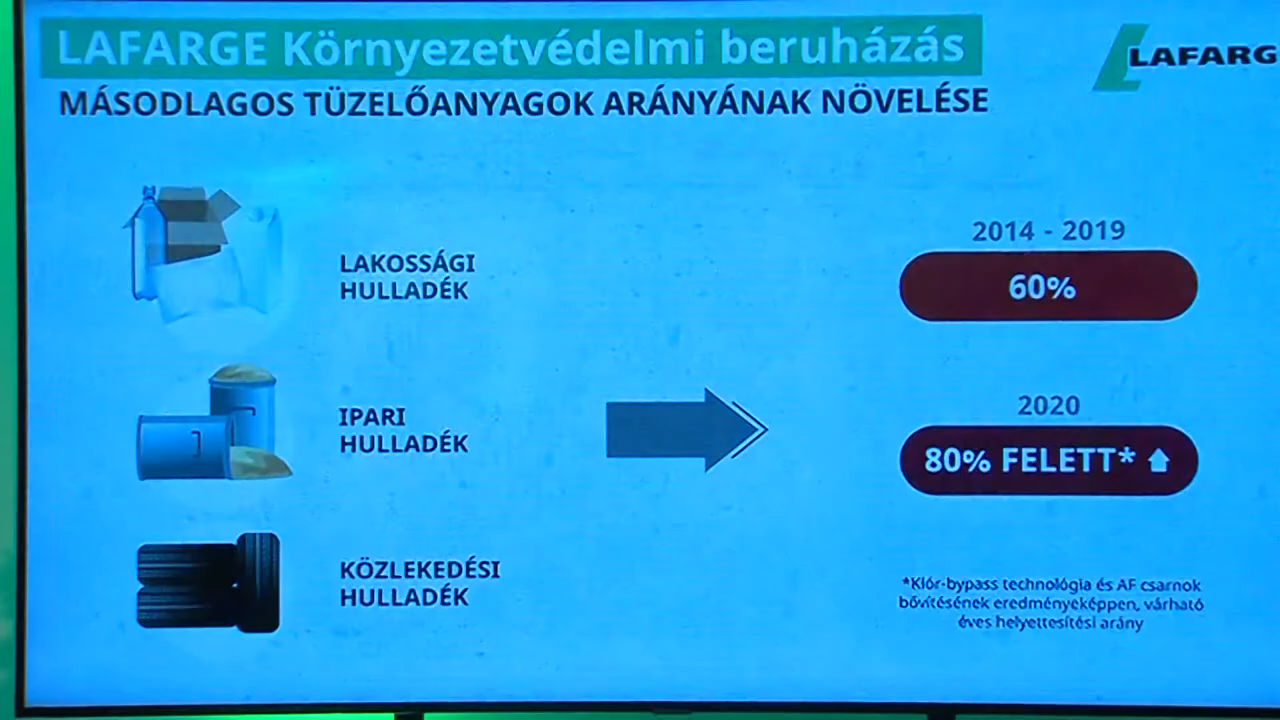 LAFARGE Környezetvédelmi beruházás
LAFARG
MÁSODLAGOS TÜZELŐANYAGOK ARÁNYÁNAK NÖVELÉSE
LAKOSSÁGI
HULLADÉK
IPARI
HULLADÉK
KÖZLEKEDÉSI
HULLADÉK
2014 - 2019
60%
2020
80% FELETT*
*Klór-bypass technológia és AF csarnok
bővítésének eredményeképpen, várható
éves helyettesítési arány